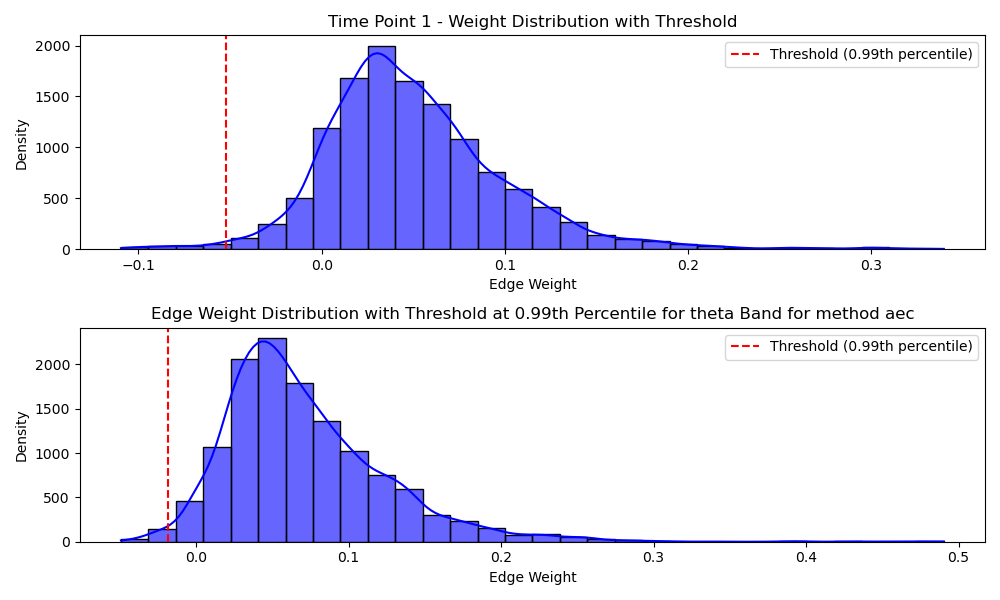 Time Point 1 - Weight Distribution with Threshold
Threshold (0.99th percentile)
Density
2000
1500
1000
500
0
−0.1 0.0 0.1 0.2 0.3
Edge Weight
Edge Weight Distribution with Threshold at 0.99th Percentile for theta Band for method aec
Threshold (0.99th percentile)
Density
2000
1500
1000
500
0
0.0 0.1 0.2 0.3 0.4 0.5
Edge Weight